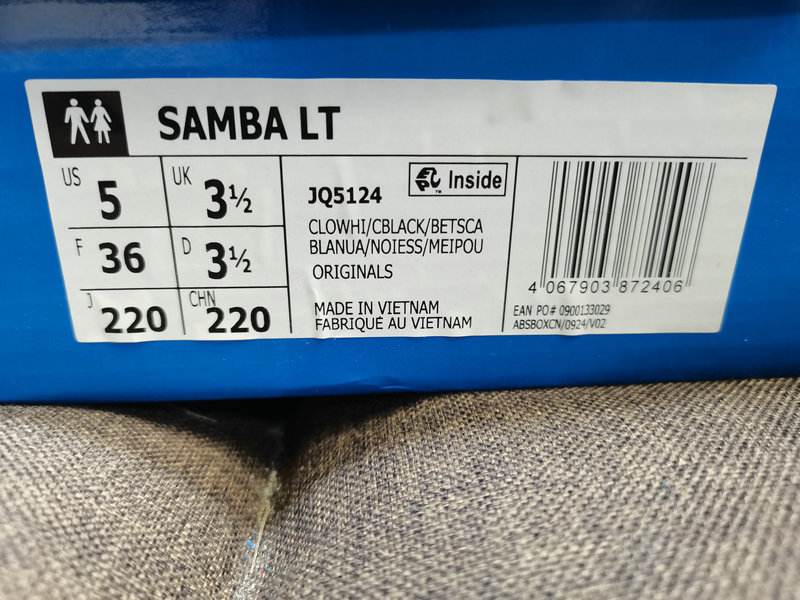 SAMBA LT
US 5 UK 3½
F 36 D 3½
J 220 CHN 220
Inside
TM
JQ5124
CLOWHI/CBLACK/BETSCA
BLANUA/NOIESS/MEIPOU
ORIGINALS
MADE IN VIETNAM
FABRIQUÉ AU VIETNAM
4 067903 872406
EAN PO# 0900133029
ABSBOXCN/0924/V02